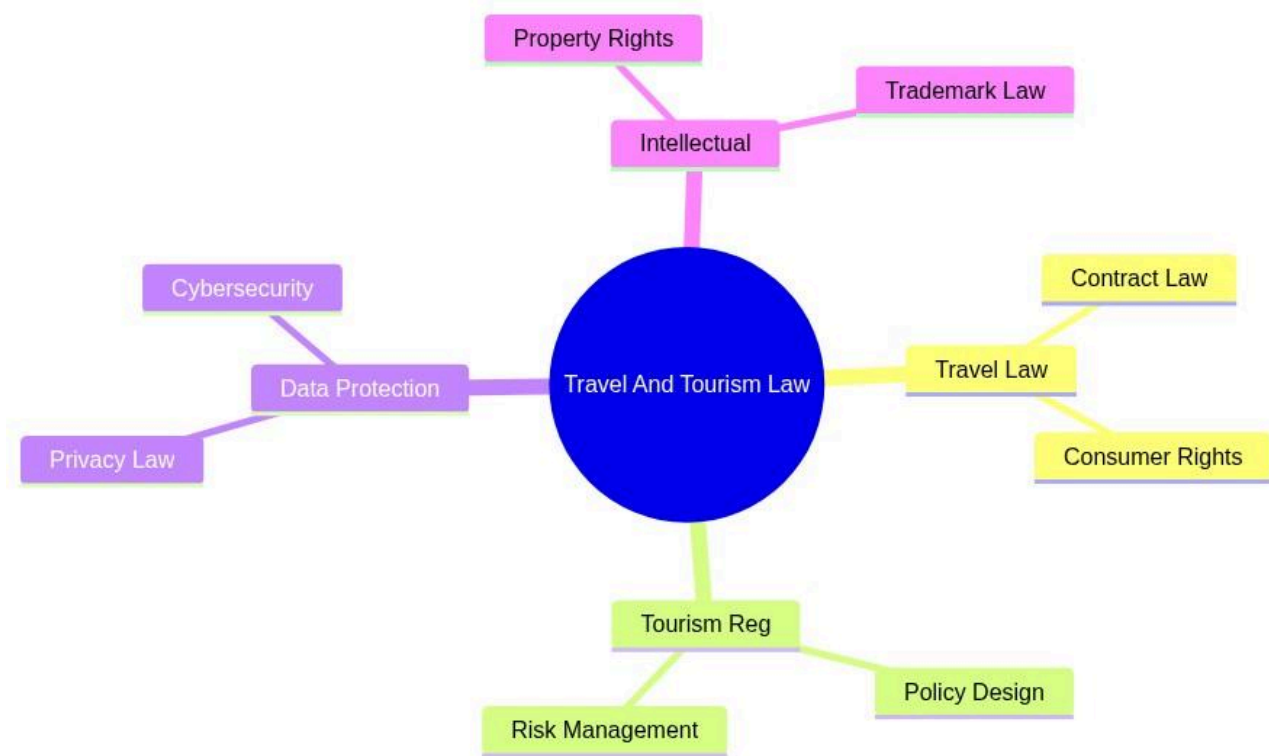 Property Rights
Trademark Law
Intellectual
Cybersecurity
Contract Law
Travel Law
Travel And Tourism Law
Data Protection
Privacy Law
Consumer Rights
Tourism Reg
Policy Design
Risk Management